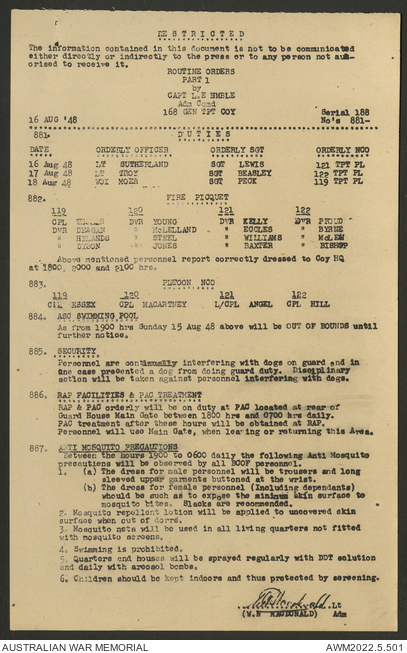 RESTRICTED
The information contained in this document is not to be communicated
either directly or indirectly to the press or to any person not auth-
orised to receive it.
ROUTINE ORDERS
PART 1
by
CAPT L.E HMBLE
Adm Comd
168 GEN TPT COY
Serial 188
16 AUG '48 No's 881-
881. DUTIES
DATE ORDERLY OFFICER ORDERLY SGT ORDERLY NCO
16 Aug 48 LT SUTHERLAND SGT LEWIS 121 TPT PL
17 Aug 48 LT TROY SGT BEASLEY 122 TPT PL
18 Aug 48 WOI MOER SGT PECK 119 TPT PL
882. FIRE PICQUET
119 120 121 122
CPL DVR YOUNG DVR KELLY DVR PROUD
DVR DEAGAN " McLELLAND " ECCLES " BYRNE
" HYLANDS " STEEL " WILLIAMS " McLEW
" DIXON " JONES " BAXTER " BISHOP
Above mentioned personnel report correctly dressed to Coy HQ
at 1800, 2000 and 2100 hrs.
883. PLTOON NCO
119 120 121 122
CPL ESSEX CPL MACARTNEY L/CPL ANGEL CPL HILL
884. ASC SWIMMING POOL
As from 1900 hrs Sunday 15 Aug 48 above will be OUT OF BOUNDS until
further notice.
885. SECURITY
Personnel are continually interfering with dogs on guard and in
one case prevented a dog from doing guard duty. Disciplinary
action will be taken against personnel interfering with dogs.
886. RAP FACILITIES & PAC TREATMENT
RAP & PAC orderly will be on duty at PAC located at rear of
Guard House Main Gate between 1800 hrs and 0700 hrs daily.
PAC treatment after these hours will be obtained at RAP.
Personnel will use Main Gate, when leaving or returning this Area.
887. ANTI MOSQUITO PRECAUTIONS
Between the hours 1900 to 0600 daily the following Anti Mosquito
precautions will be observed by all BCOF personnel.
1. (a) The dress for male personnel will be trousers and long
sleeved upper garments buttoned at the wrist.
(b) The dress for female personnel (Including dependants)
should be such as to expose the minimum skin surface to
mosquito bites. Slacks are recommended.
2. Mosquito repellent lotion will be applied to uncovered skin
surface when out of doors.
3. Mosquito nets will be used in all living quarters not fitted
with mosquito screens.
4. Swimming is prohibited.
5. Quarters and houses will be sprayed regularly with DDT solution
and daily with areosol bombs.
6. Children should be kept indoors and thus protected by screening.
Lt
(W.N MACDONALD) Adm
AUSTRALIAN WAR MEMORIAL AWM2022.5.501